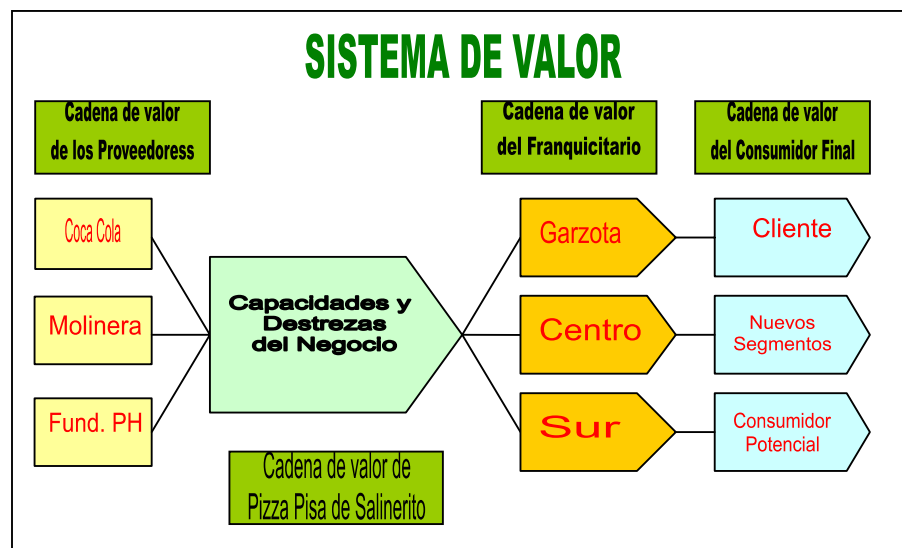 SISTEMA DE VALOR
Cadena de valor
de los Proveedoress
Cadena de valor
del Franquicitario
Cadena de valor
del Consumidor Final
Coca Cola
Molinera
Fund. PH
Capacidades y
Destrezas
del Negocio
Garzota
Centro
Sur
Cliente
Nuevos
Segmentos
Consumidor
Potencial
Cadena de valor de
Pizza Pisa de Salinerito